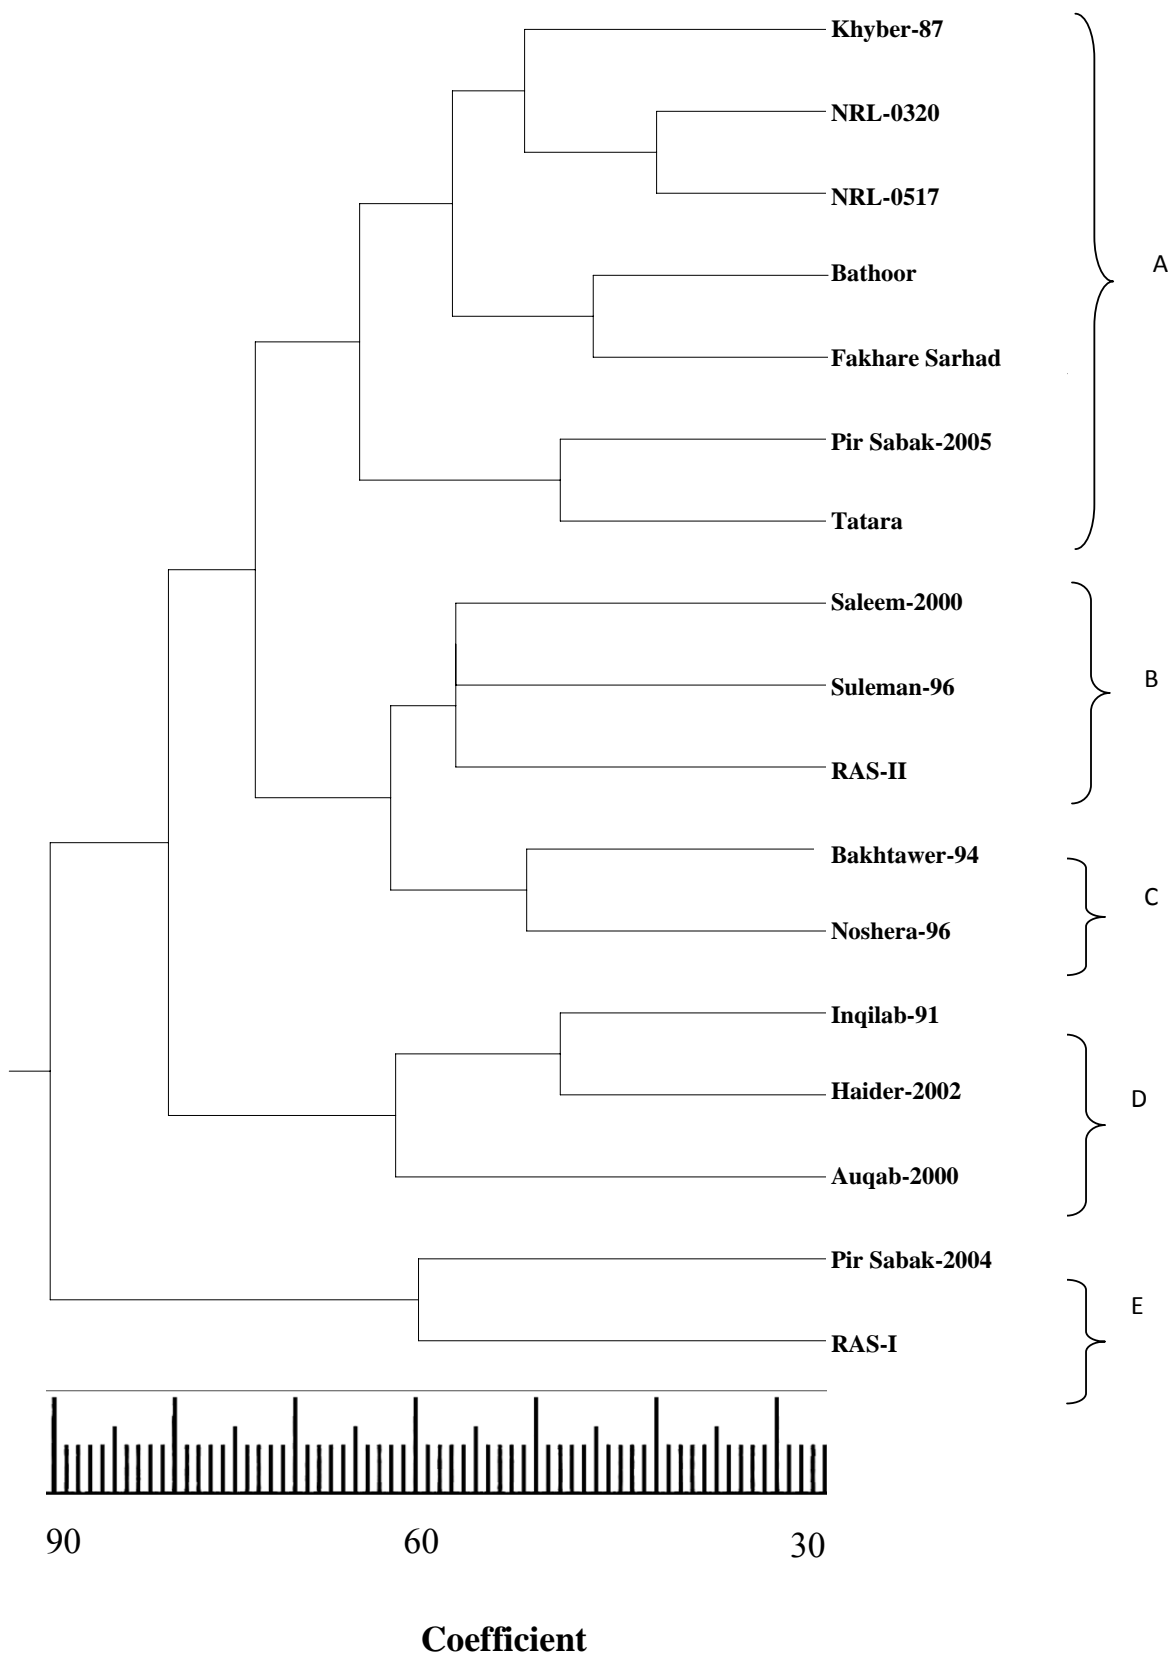 Khyber-87
NRL-0320
NRL-0517
Bathoor
A
Fakhare Sarhad
Pir Sabak-2005
Tatara
Saleem-2000
Suleman-96
B
RAS-II
Bakhtawer-94
C
Noshera-96
Inqilab-91
Haider-2002
D
Auqab-2000
Pir Sabak-2004
E
RAS-I
90 60 30
Coefficient